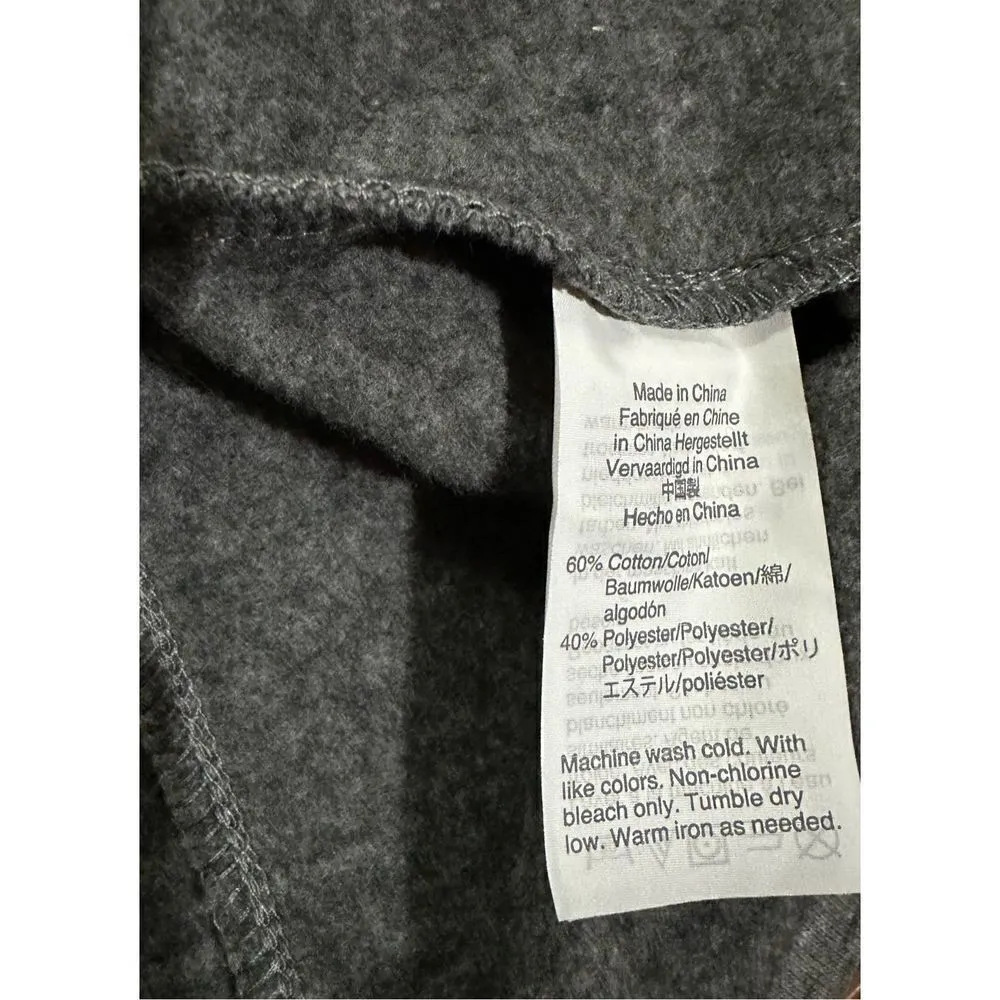 Made in China
Fabriqué en Chine
in China Hergestellt
Vervaardigd in China
中国製
Hecho en China
60% Cotton/Coton/
Baumwolle/Katoen/綿/
algodón
40% Polyester/Polyester/
Polyester/Polyester/ポリ
エステル/poliéster
Machine wash cold. With
like colors. Non-chlorine
bleach only. Tumble dry
low. Warm iron as needed.